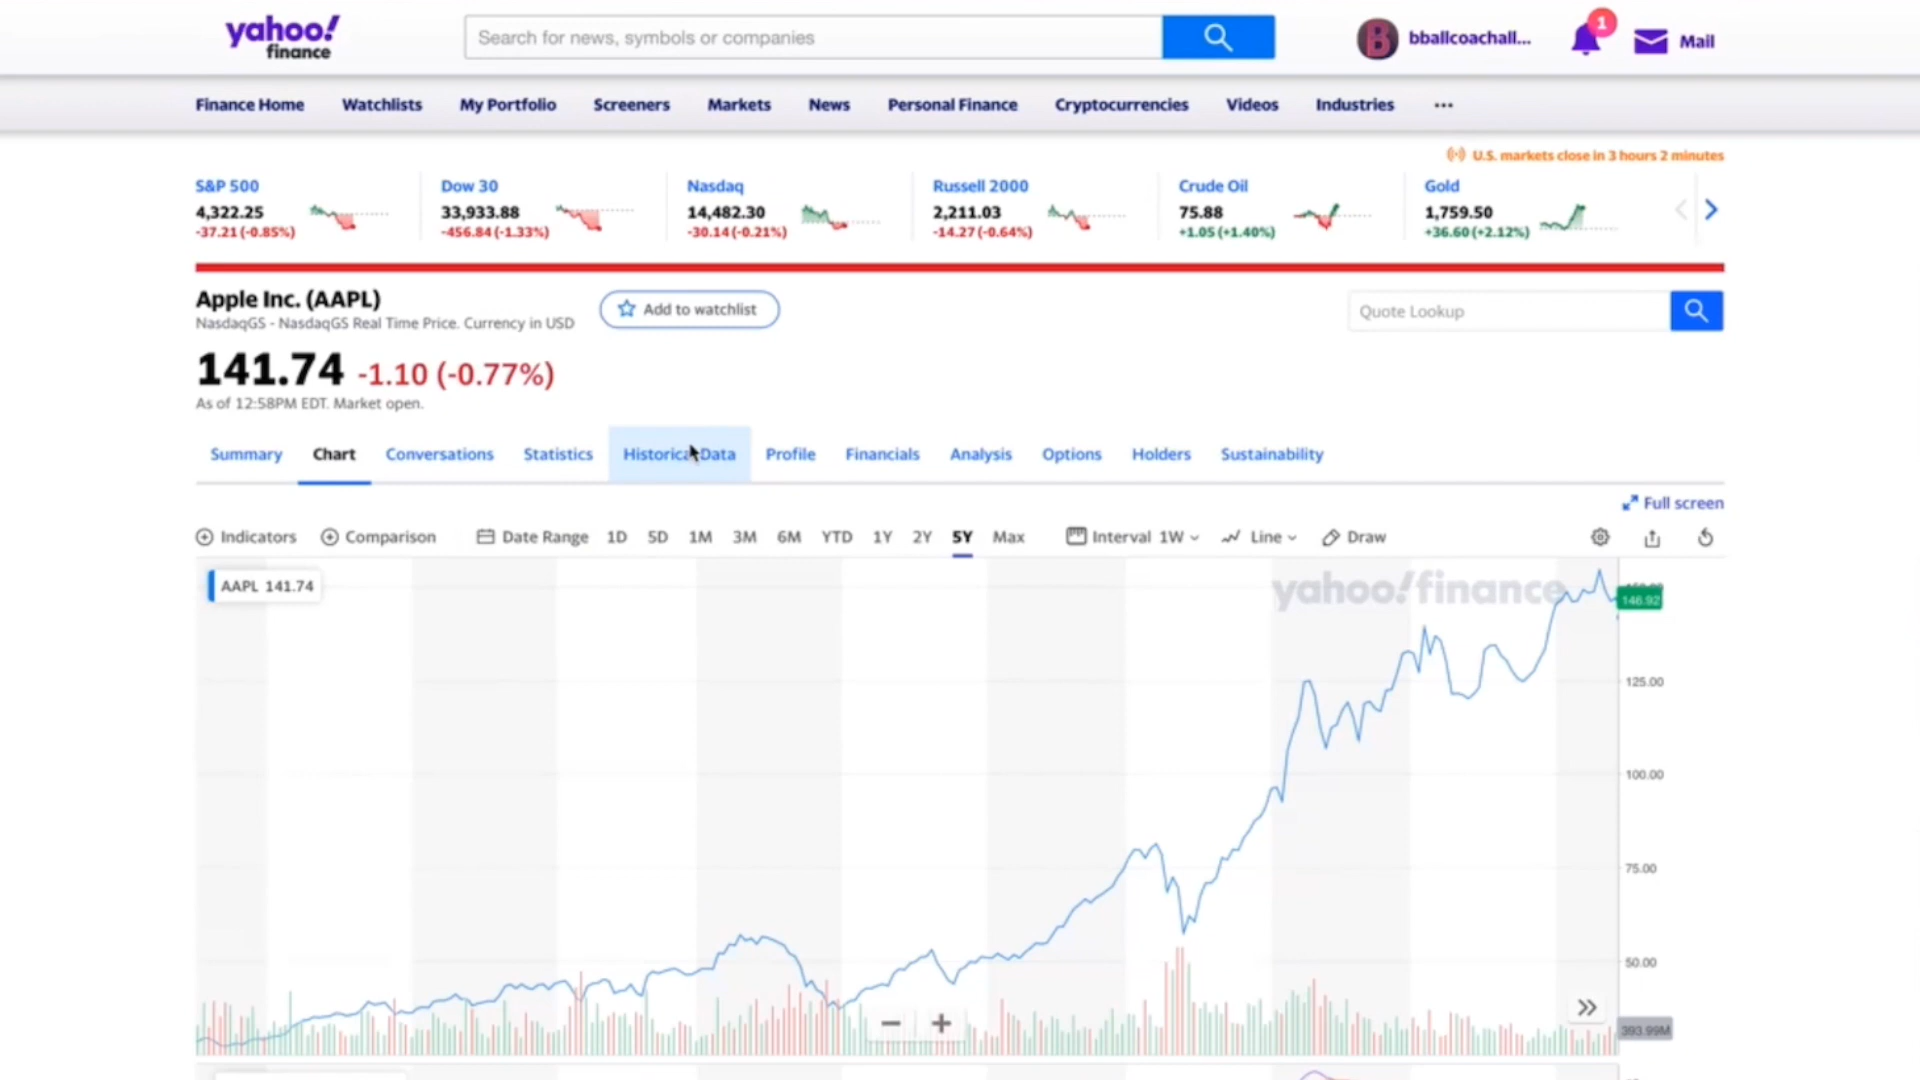 yahoo!
finance
Search for news, symbols or companies
B
bballcoachall...
1
Mail
Finance Home Watchlists My Portfolio Screeners Markets News Personal Finance Cryptocurrencies Videos Industries ...
U.S. markets close in 3 hours 2 minutes
S&P 500 Dow 30 Nasdaq Russell 2000 Crude Oil Gold
4,322.25 33,933.88 14,482.30 2,211.03 75.88 1,759.50
-37.21 (-0.85%) -456.84 (-1.33%) -30.14 (-0.21%) -14.27 (-0.64%) +1.05 (+1.40%) +36.60 (+2.12%)
Apple Inc. (AAPL)
Add to watchlist
Quote Lookup
NasdaqGS - NasdaqGS Real Time Price. Currency in USD
141.74 -1.10 (-0.77%)
As of 12:58PM EDT. Market open.
Summary Chart Conversations Statistics Historical Data Profile Financials Analysis Options Holders Sustainability
Full screen
Indicators Comparison Date Range 1D 5D 1M 3M 6M YTD 1Y 2Y 5Y Max Interval 1W Line Draw
AAPL 141.74
yahoo!finance
146.92
125.00
100.00
75.00
50.00
393.99M